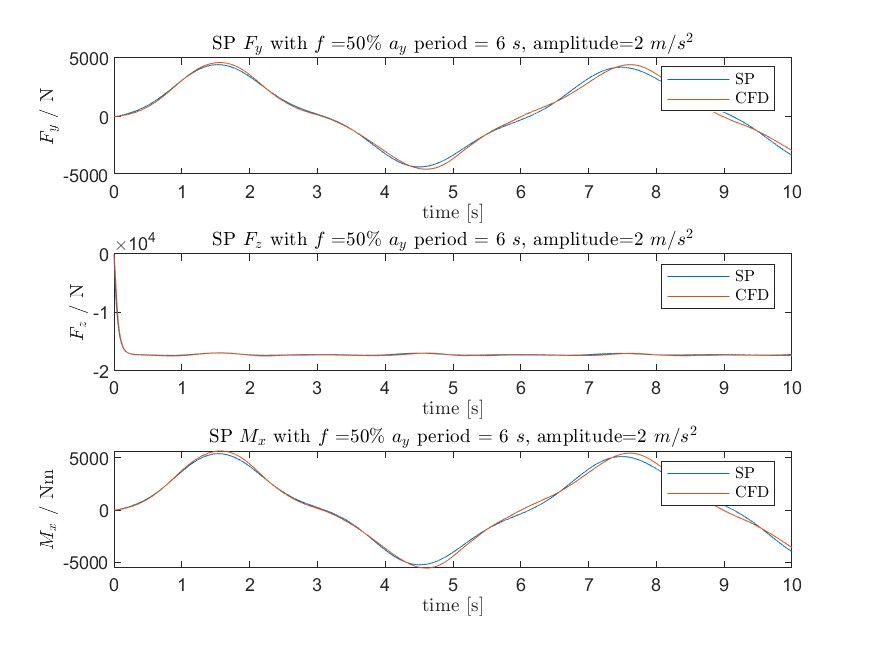 SP F_y with f =50% a_y period = 6 s, amplitude=2 m/s^2
5000
0
-5000
F_y / N
SP
CFD
0 1 2 3 4 5 6 7 8 9 10
time [s]
SP F_z with f =50% a_y period = 6 s, amplitude=2 m/s^2
×10^4
0
-1
-2
F_z / N
SP
CFD
0 1 2 3 4 5 6 7 8 9 10
time [s]
SP M_x with f =50% a_y period = 6 s, amplitude=2 m/s^2
5000
0
-5000
M_x / Nm
SP
CFD
0 1 2 3 4 5 6 7 8 9 10
time [s]